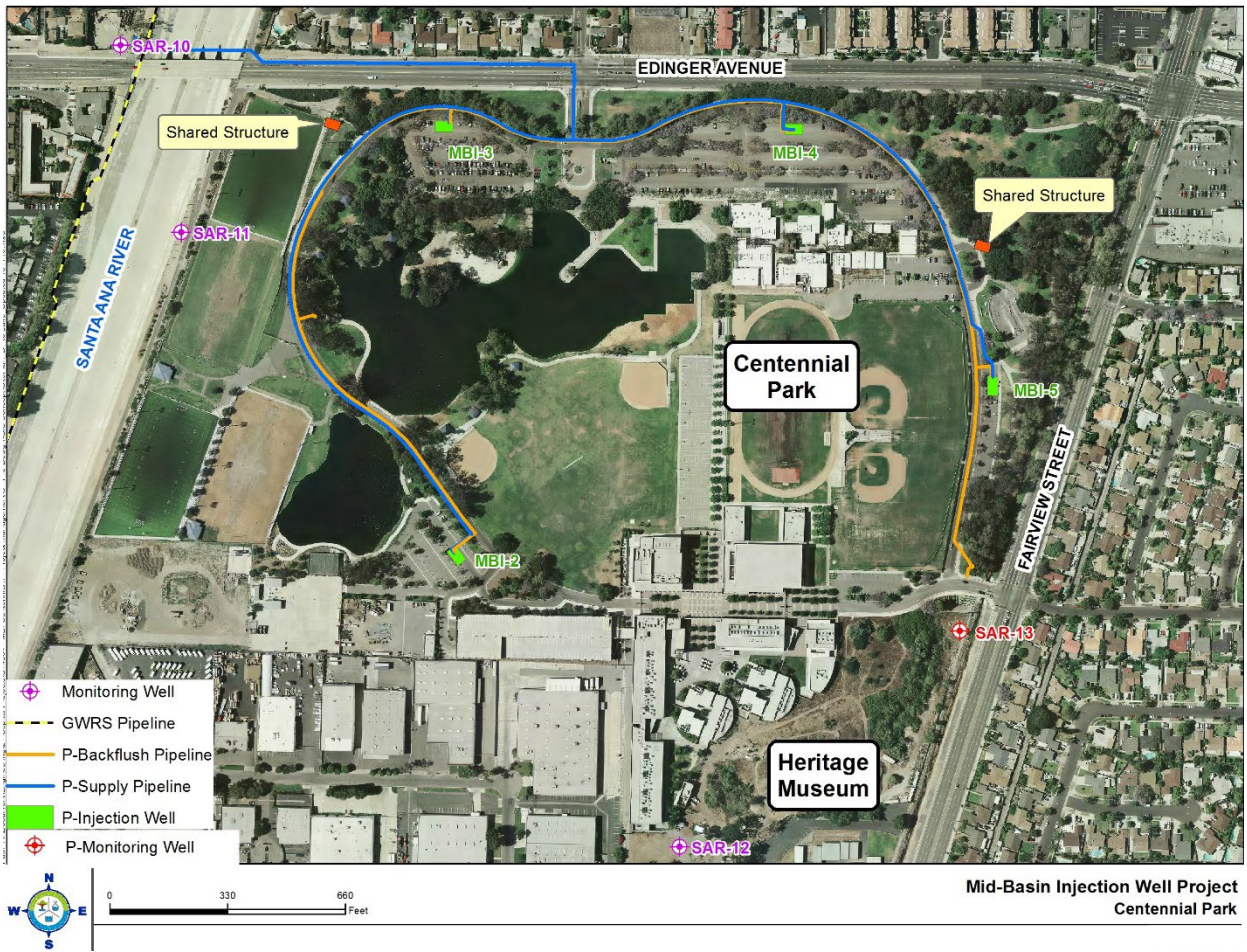 SAR-10
EDINGER AVENUE
Shared Structure
MBI-3
MBI-4
Shared Structure
SAR-11
SANTA ANA RIVER
Centennial
Park
MBI-5
FAIRVIEW STREET
MBI-2
SAR-13
Heritage
Museum
SAR-12
Monitoring Well
GWRS Pipeline
P-Backflush Pipeline
P-Supply Pipeline
P-Injection Well
P-Monitoring Well
N
W
E
S
0 330 660
Feet
Mid-Basin Injection Well Project
Centennial Park